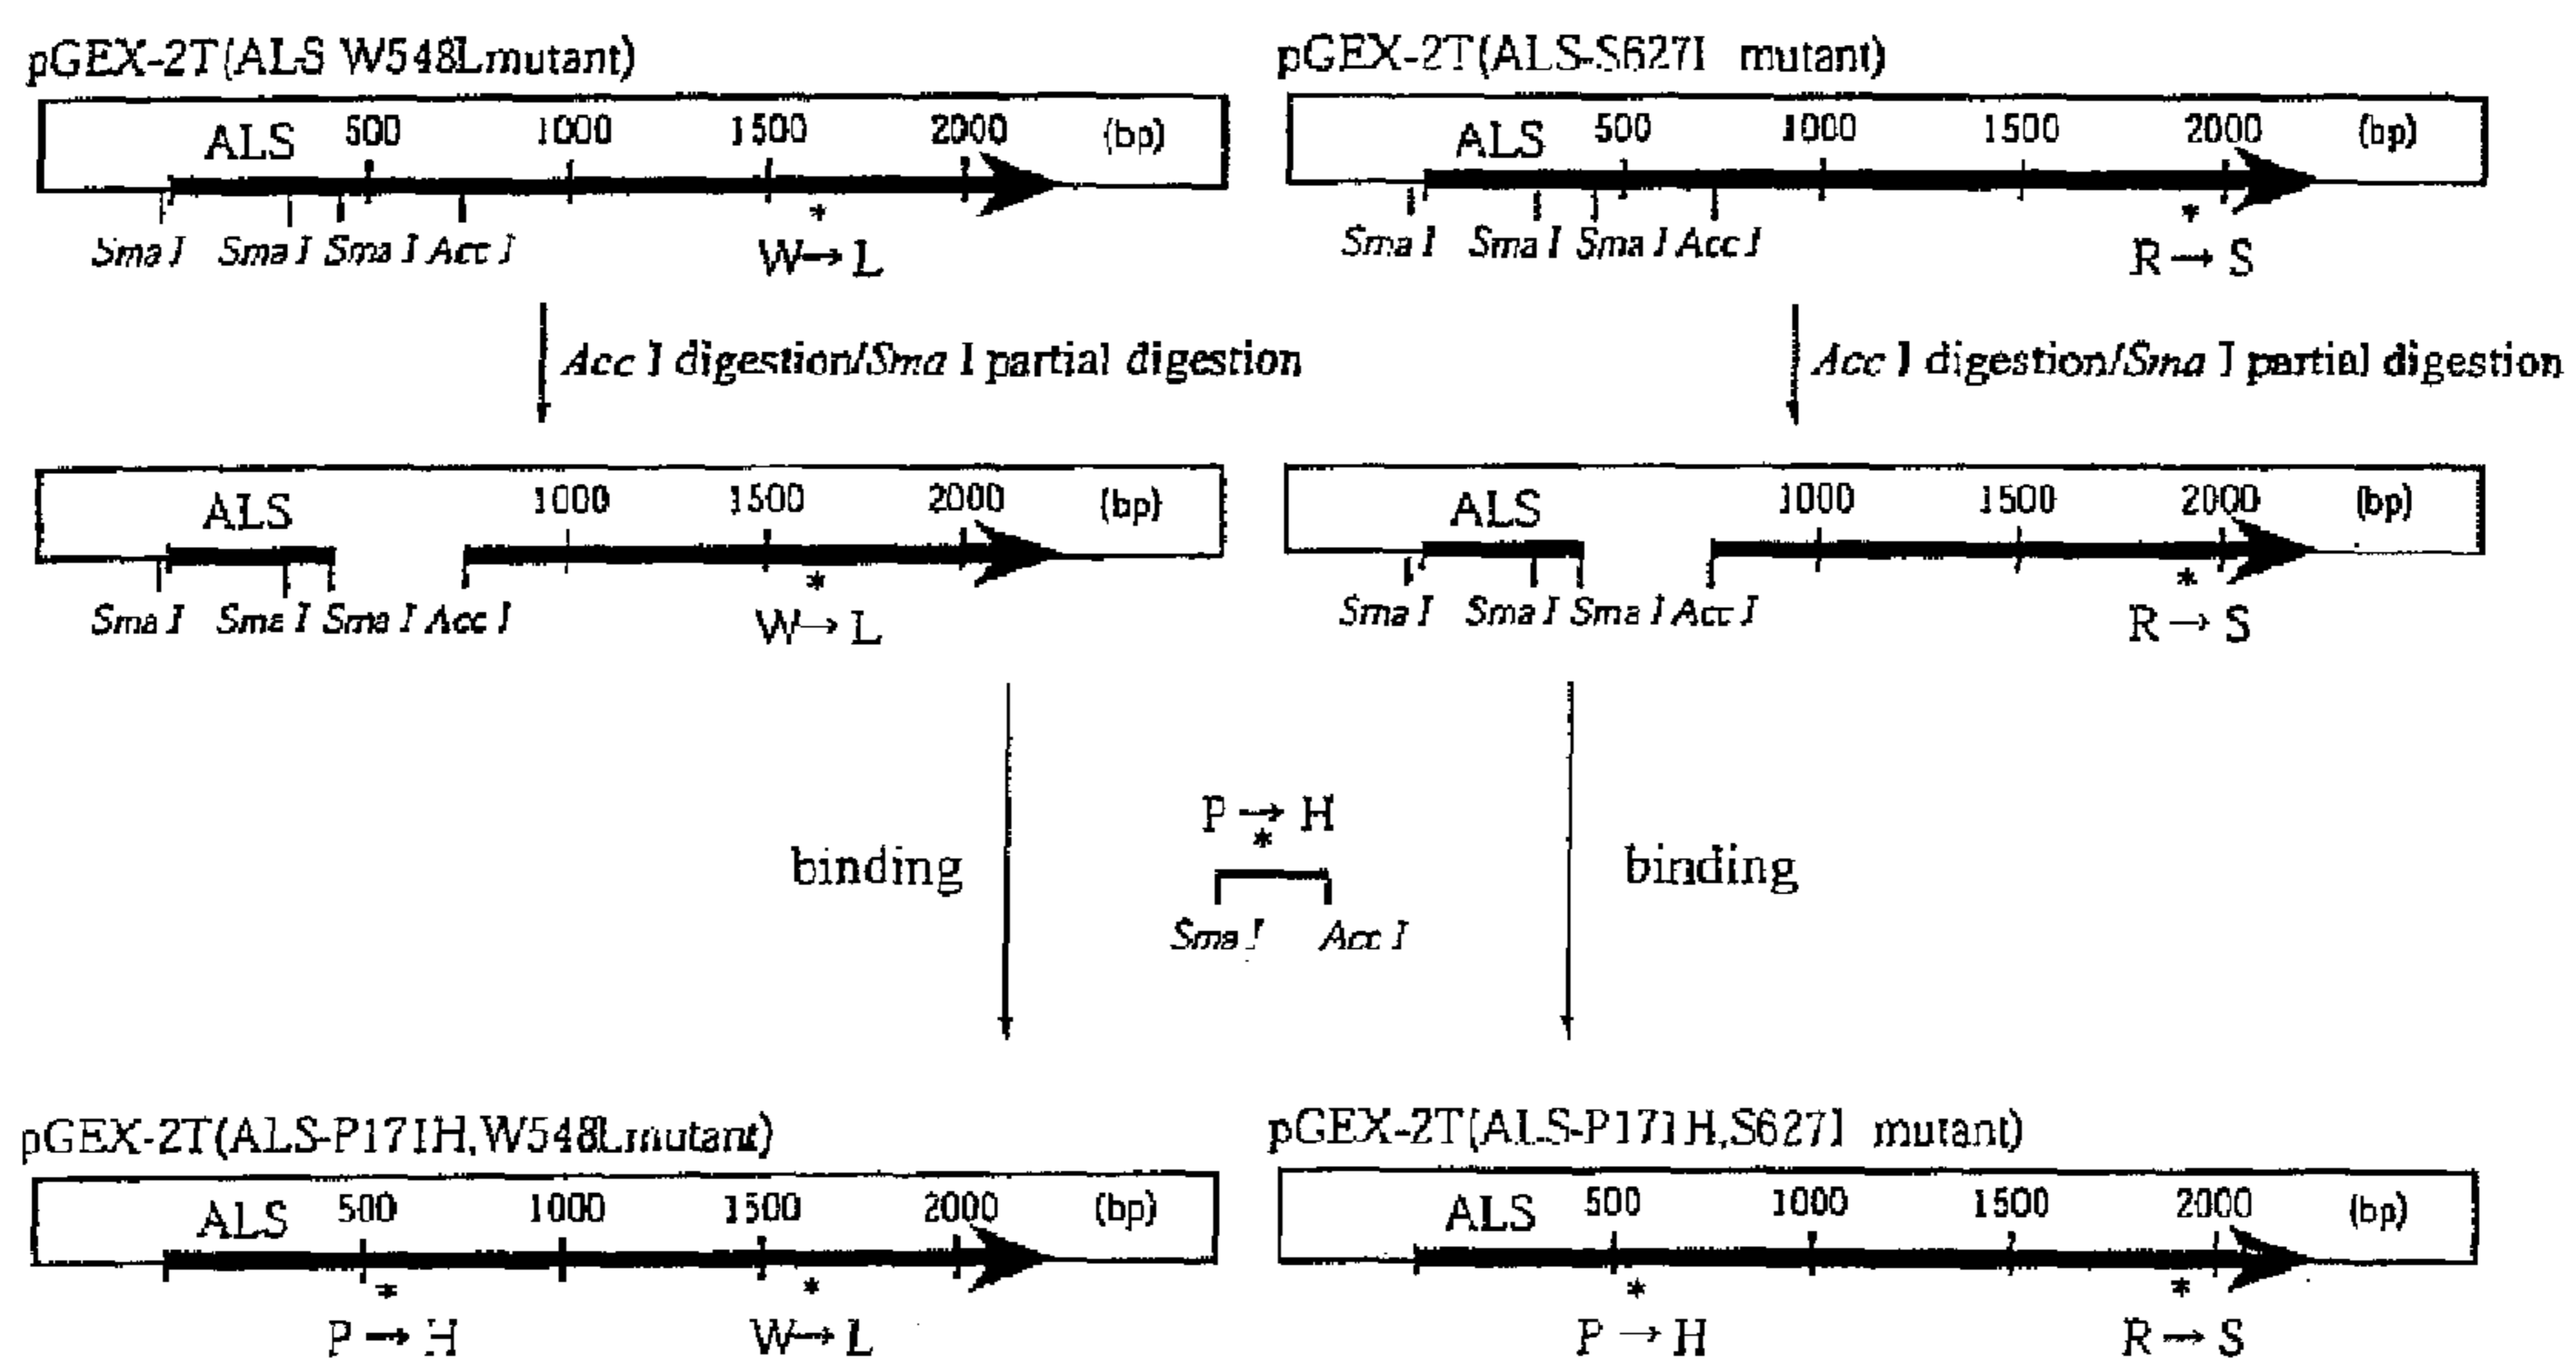 pGEX-2T(ALS W548Lmutant)
ALS 500 1000 1500 2000 (bp)
Sma I Sma I Sma I Acc I
W→L
pGEX-2T(ALS-S627I mutant)
ALS 500 1000 1500 2000 (bp)
Sma I Sma I Sma I Acc I
R→S
Acc I digestion/Sma I partial digestion
Acc I digestion/Sma I partial digestion
ALS 1000 1500 2000 (bp)
Sma I Sma I Sma I Acc I
W→L
ALS 1000 1500 2000 (bp)
Sma I Sma I Sma I Acc I
R→S
binding
P→H
Sma I Acc I
binding
pGEX-2T(ALS-P171H,W548Lmutant)
ALS 500 1000 1500 2000 (bp)
P→H W→L
pGEX-2T(ALS-P171H,S627I mutant)
ALS 500 1000 1500 2000 (bp)
P→H R→S